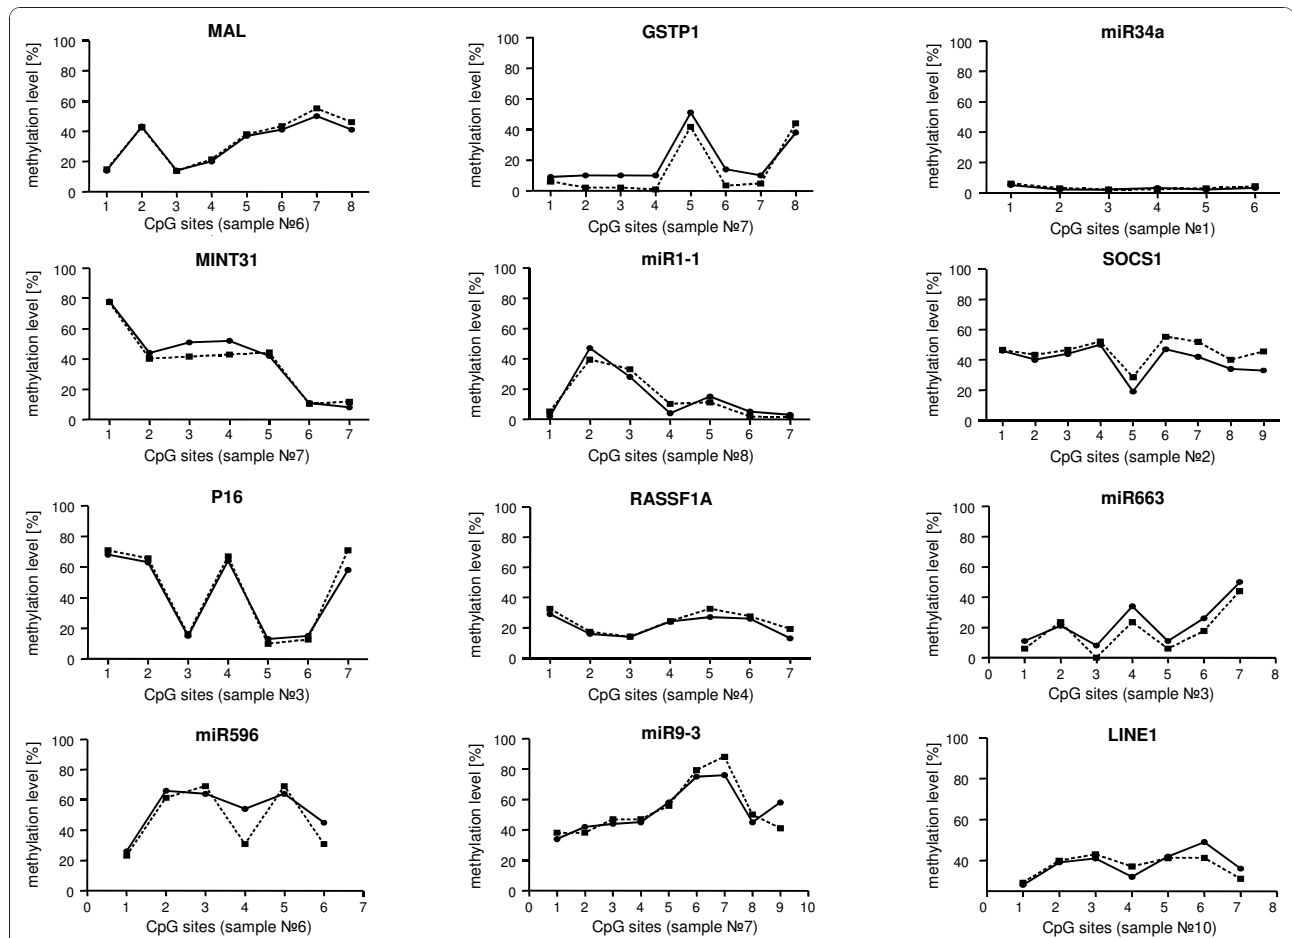 MAL
methylation level [%]
100
80
60
40
20
0
1 2 3 4 5 6 7 8
CpG sites (sample №6)
GSTP1
methylation level [%]
100
80
60
40
20
0
1 2 3 4 5 6 7 8
CpG sites (sample №7)
miR34a
methylation level [%]
100
80
60
40
20
0
1 2 3 4 5 6
CpG sites (sample №1)
MINT31
methylation level [%]
100
80
60
40
20
0
1 2 3 4 5 6 7
CpG sites (sample №7)
miR1-1
methylation level [%]
100
80
60
40
20
0
1 2 3 4 5 6 7
CpG sites (sample №8)
SOCS1
methylation level [%]
100
80
60
40
20
0
1 2 3 4 5 6 7 8 9
CpG sites (sample №2)
P16
methylation level [%]
100
80
60
40
20
0
1 2 3 4 5 6 7
CpG sites (sample №3)
RASSF1A
methylation level [%]
100
80
60
40
20
0
1 2 3 4 5 6 7
CpG sites (sample №4)
miR663
methylation level [%]
100
80
60
40
20
0
0 1 2 3 4 5 6 7 8
CpG sites (sample №3)
miR596
methylation level [%]
100
80
60
40
20
0
0 1 2 3 4 5 6 7
CpG sites (sample №6)
miR9-3
methylation level [%]
100
80
60
40
20
0
0 1 2 3 4 5 6 7 8 9 10
CpG sites (sample №7)
LINE1
methylation level [%]
100
80
60
40
0 1 2 3 4 5 6 7 8
CpG sites (sample №10)